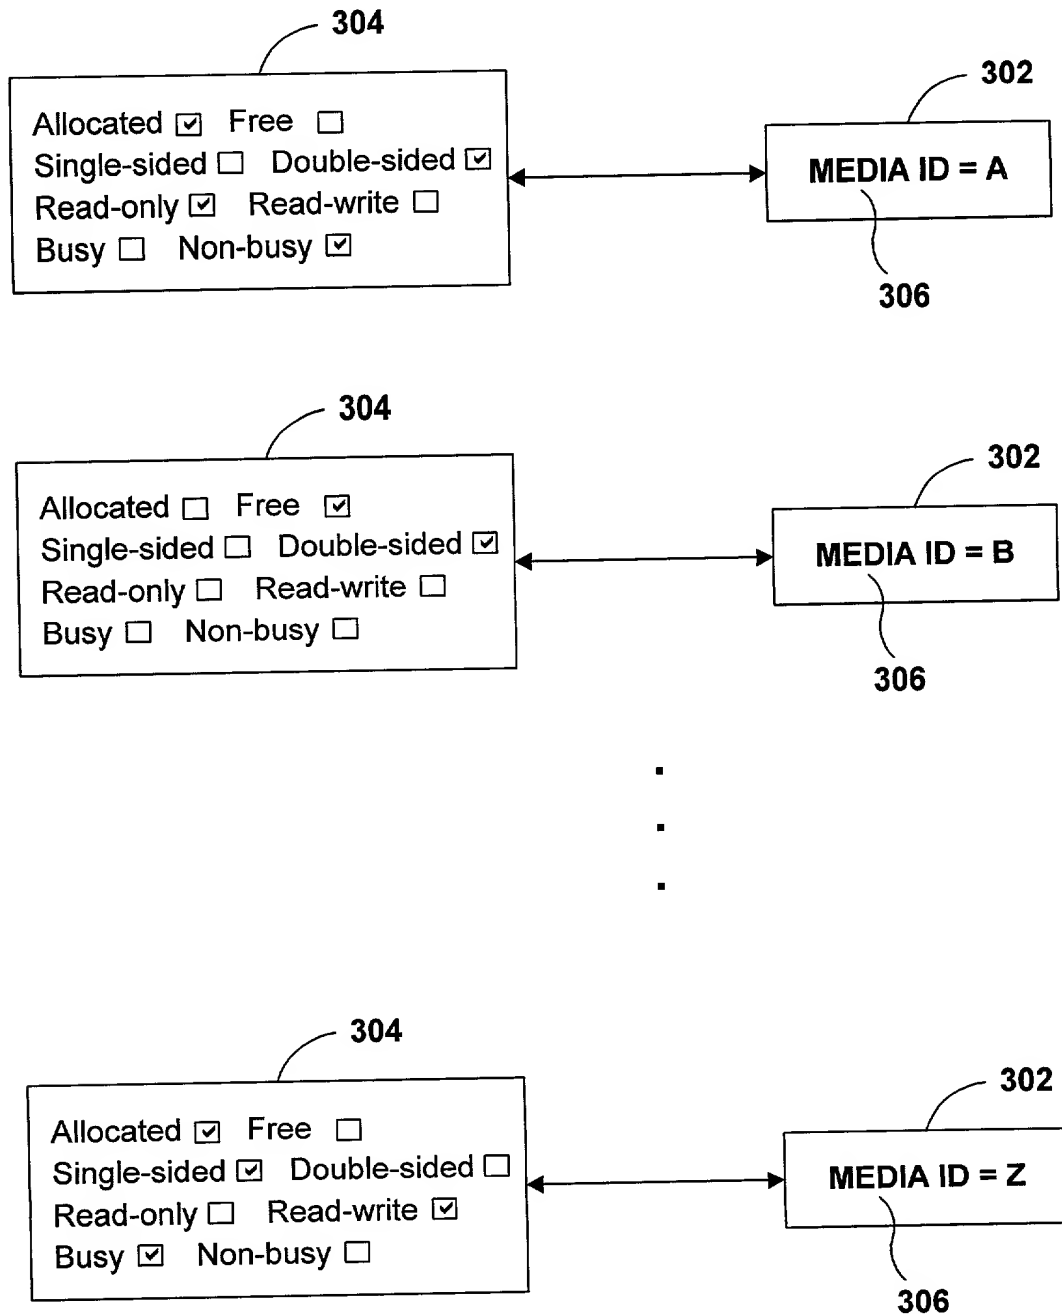 304
302
Allocated ☑ Free ☐
Single-sided ☐ Double-sided ☑
Read-only ☑ Read-write ☐
Busy ☐ Non-busy ☑
MEDIA ID = A
306
304
302
Allocated ☐ Free ☑
Single-sided ☐ Double-sided ☑
Read-only ☐ Read-write ☐
Busy ☐ Non-busy ☐
MEDIA ID = B
306
304
302
Allocated ☑ Free ☐
Single-sided ☑ Double-sided ☐
Read-only ☐ Read-write ☑
Busy ☑ Non-busy ☐
MEDIA ID = Z
306